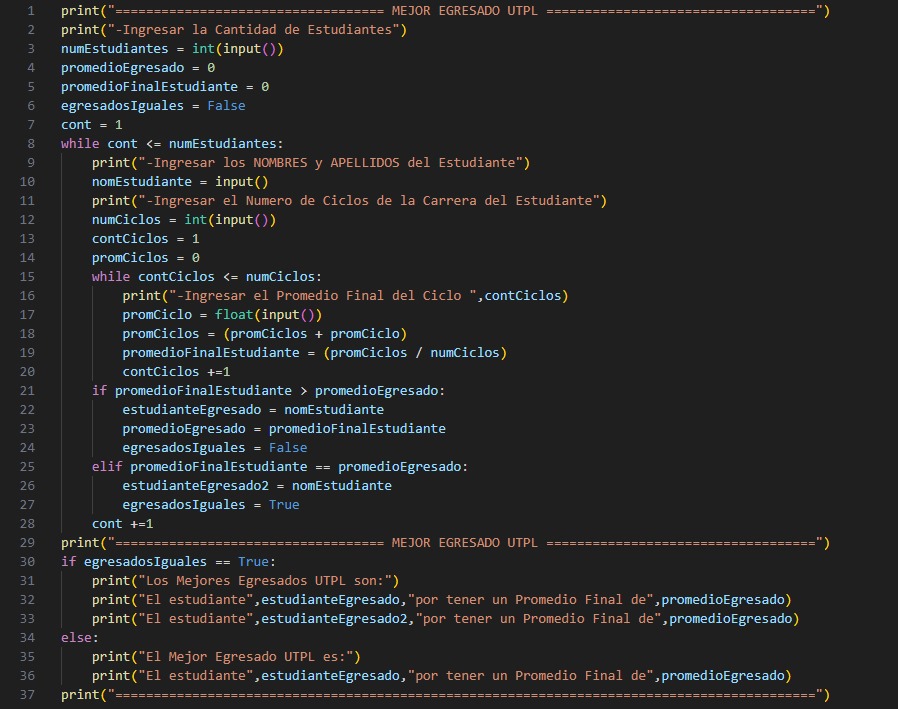 1 print("=================================== MEJOR EGRESADO UTPL ===================================")
2 print("-Ingresar la Cantidad de Estudiantes")
3 numEstudiantes = int(input())
4 promedioEgresado = 0
5 promedioFinalEstudiante = 0
6 egresadosIguales = False
7 cont = 1
8 while cont <= numEstudiantes:
9     print("-Ingresar los NOMBRES y APELLIDOS del Estudiante")
10     nomEstudiante = input()
11     print("-Ingresar el Numero de Ciclos de la Carrera del Estudiante")
12     numCiclos = int(input())
13     contCiclos = 1
14     promCiclos = 0
15     while contCiclos <= numCiclos:
16         print("-Ingresar el Promedio Final del Ciclo ",contCiclos)
17         promCiclo = float(input())
18         promCiclos = (promCiclos + promCiclo)
19         promedioFinalEstudiante = (promCiclos / numCiclos)
20         contCiclos +=1
21     if promedioFinalEstudiante > promedioEgresado:
22         estudianteEgresado = nomEstudiante
23         promedioEgresado = promedioFinalEstudiante
24         egresadosIguales = False
25     elif promedioFinalEstudiante == promedioEgresado:
26         estudianteEgresado2 = nomEstudiante
27         egresadosIguales = True
28     cont +=1
29 print("=================================== MEJOR EGRESADO UTPL ===================================")
30 if egresadosIguales == True:
31     print("Los Mejores Egresados UTPL son:")
32     print("El estudiante",estudianteEgresado,"por tener un Promedio Final de",promedioEgresado)
33     print("El estudiante",estudianteEgresado2,"por tener un Promedio Final de",promedioEgresado)
34 else:
35     print("El Mejor Egresado UTPL es:")
36     print("El estudiante",estudianteEgresado,"por tener un Promedio Final de",promedioEgresado)
37 print("===========================================================================================")